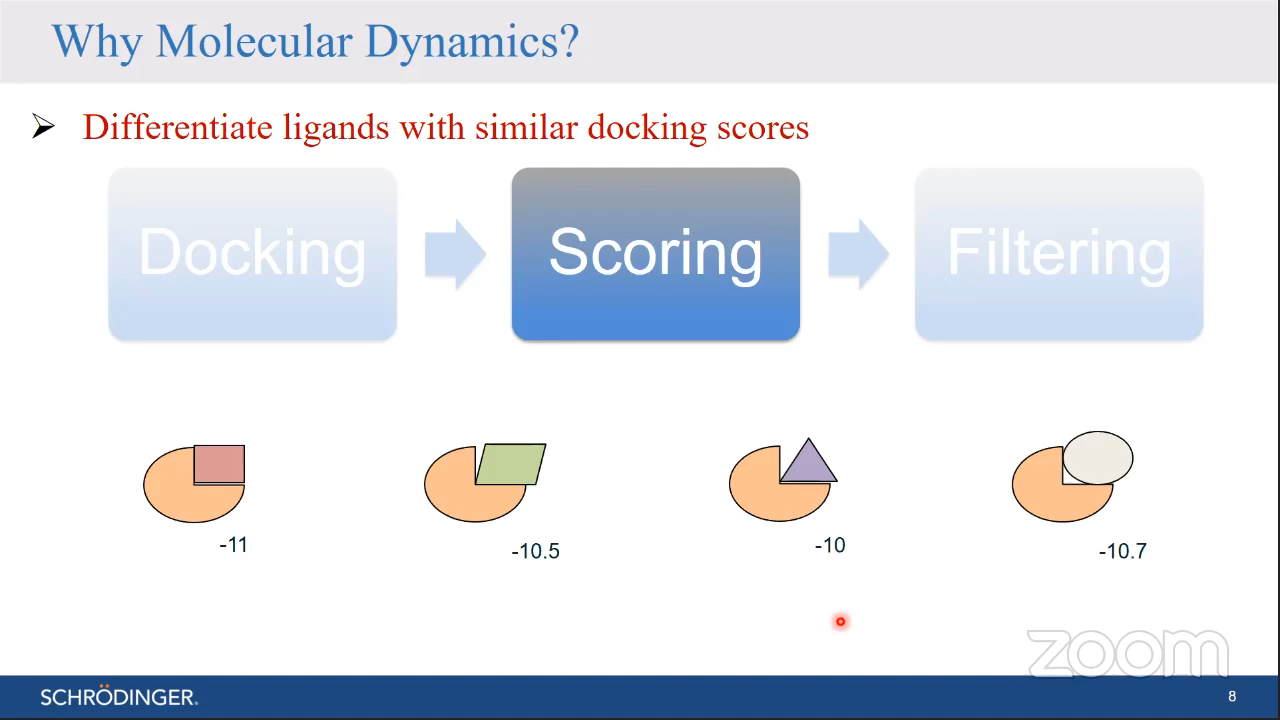 Why Molecular Dynamics?
Differentiate ligands with similar docking scores
Docking
Scoring
Filtering
-11
-10.5
-10
-10.7
zoom
SCHRÖDINGER.
8